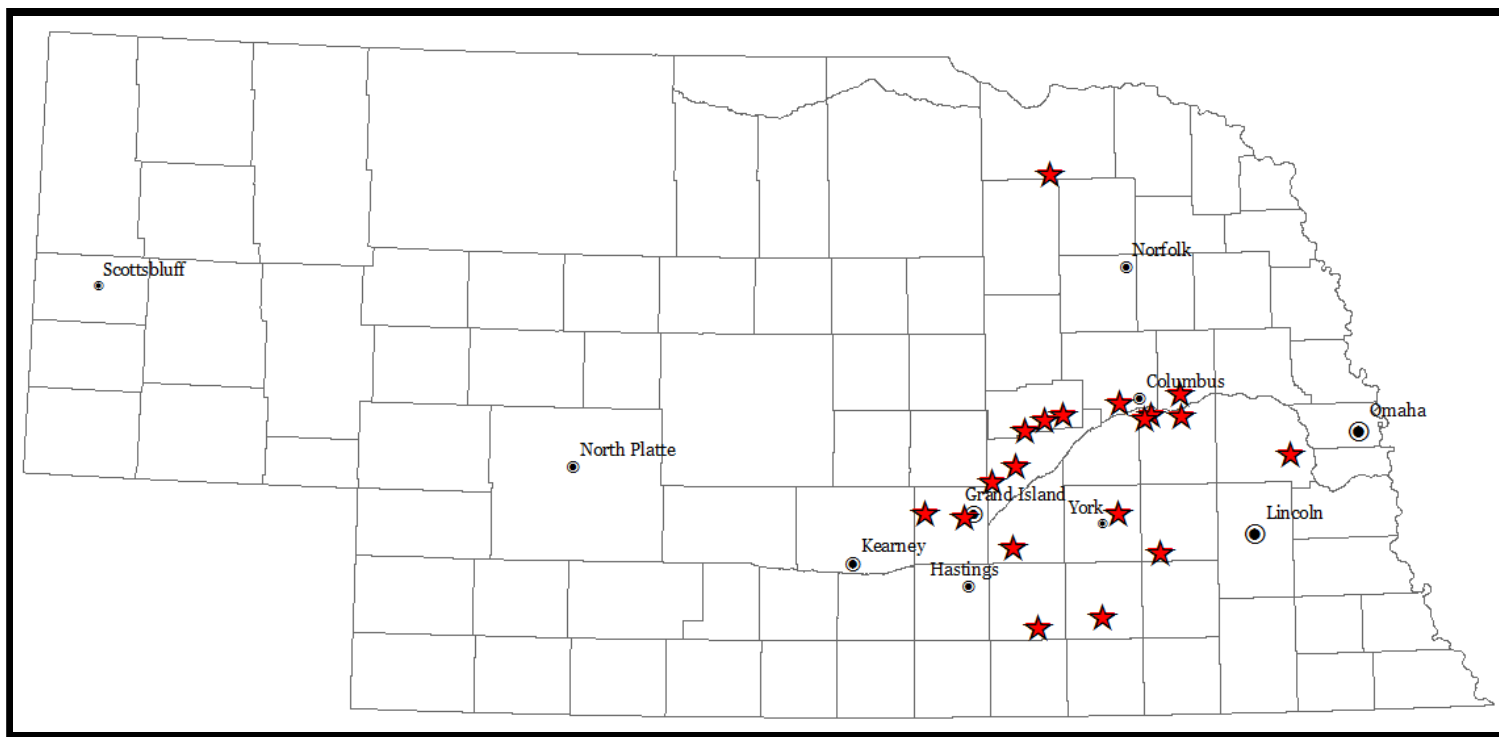 Norfolk
Scottsbluff
Columbus
Omaha
North Platte
Grand Island
York
Lincoln
Kearney
Hastings